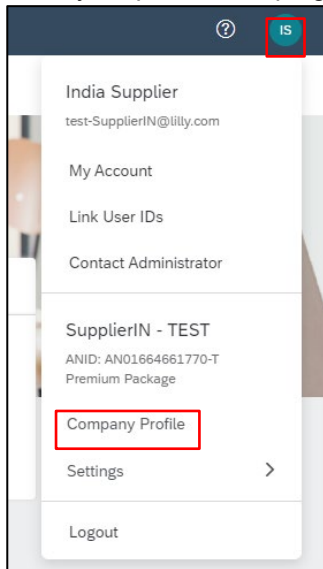 IS
India Supplier
test-SupplierIN@lilly.com
My Account
Link User IDs
Contact Administrator
SupplierIN - TEST
ANID: AN01664661770-T
Premium Package
Company Profile
Settings
Logout